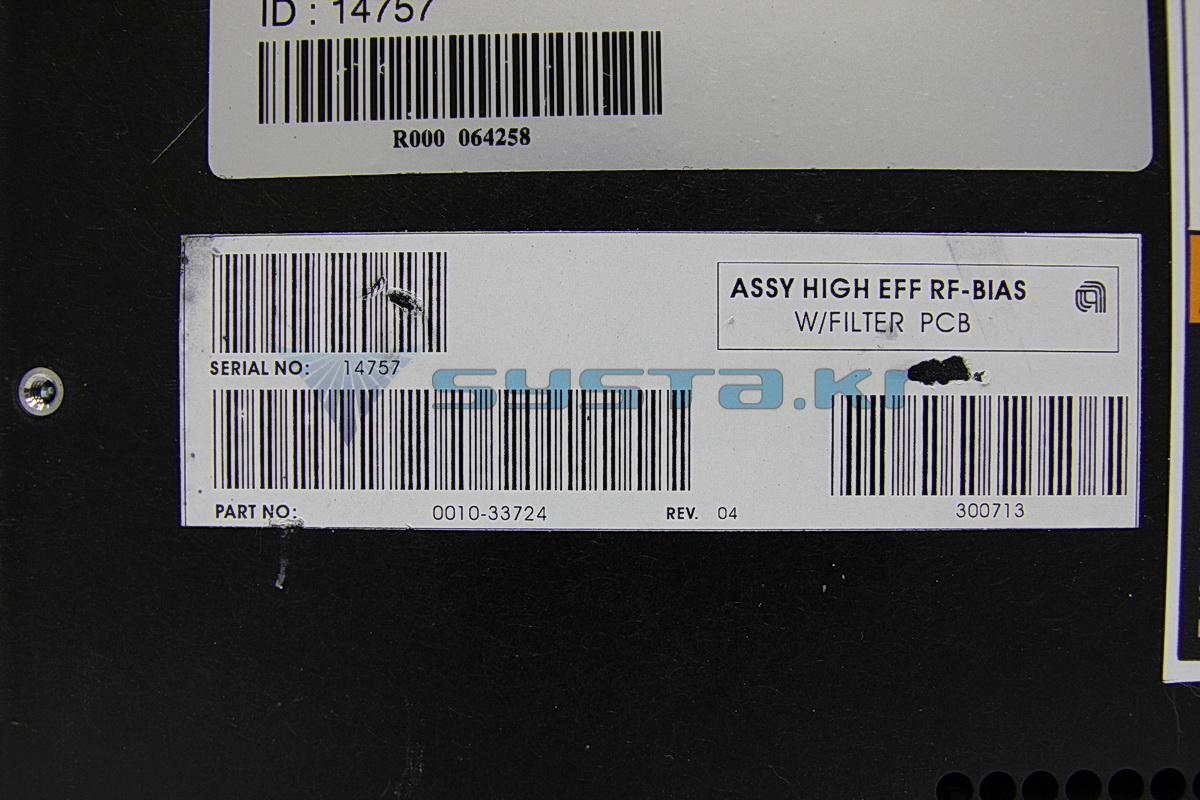 ID : 14757
R000 064258
ASSY HIGH EFF RF-BIAS
W/FILTER PCB
SERIAL NO: 14757
systa.kr
PART NO: 0010-33724 REV. 04 300713